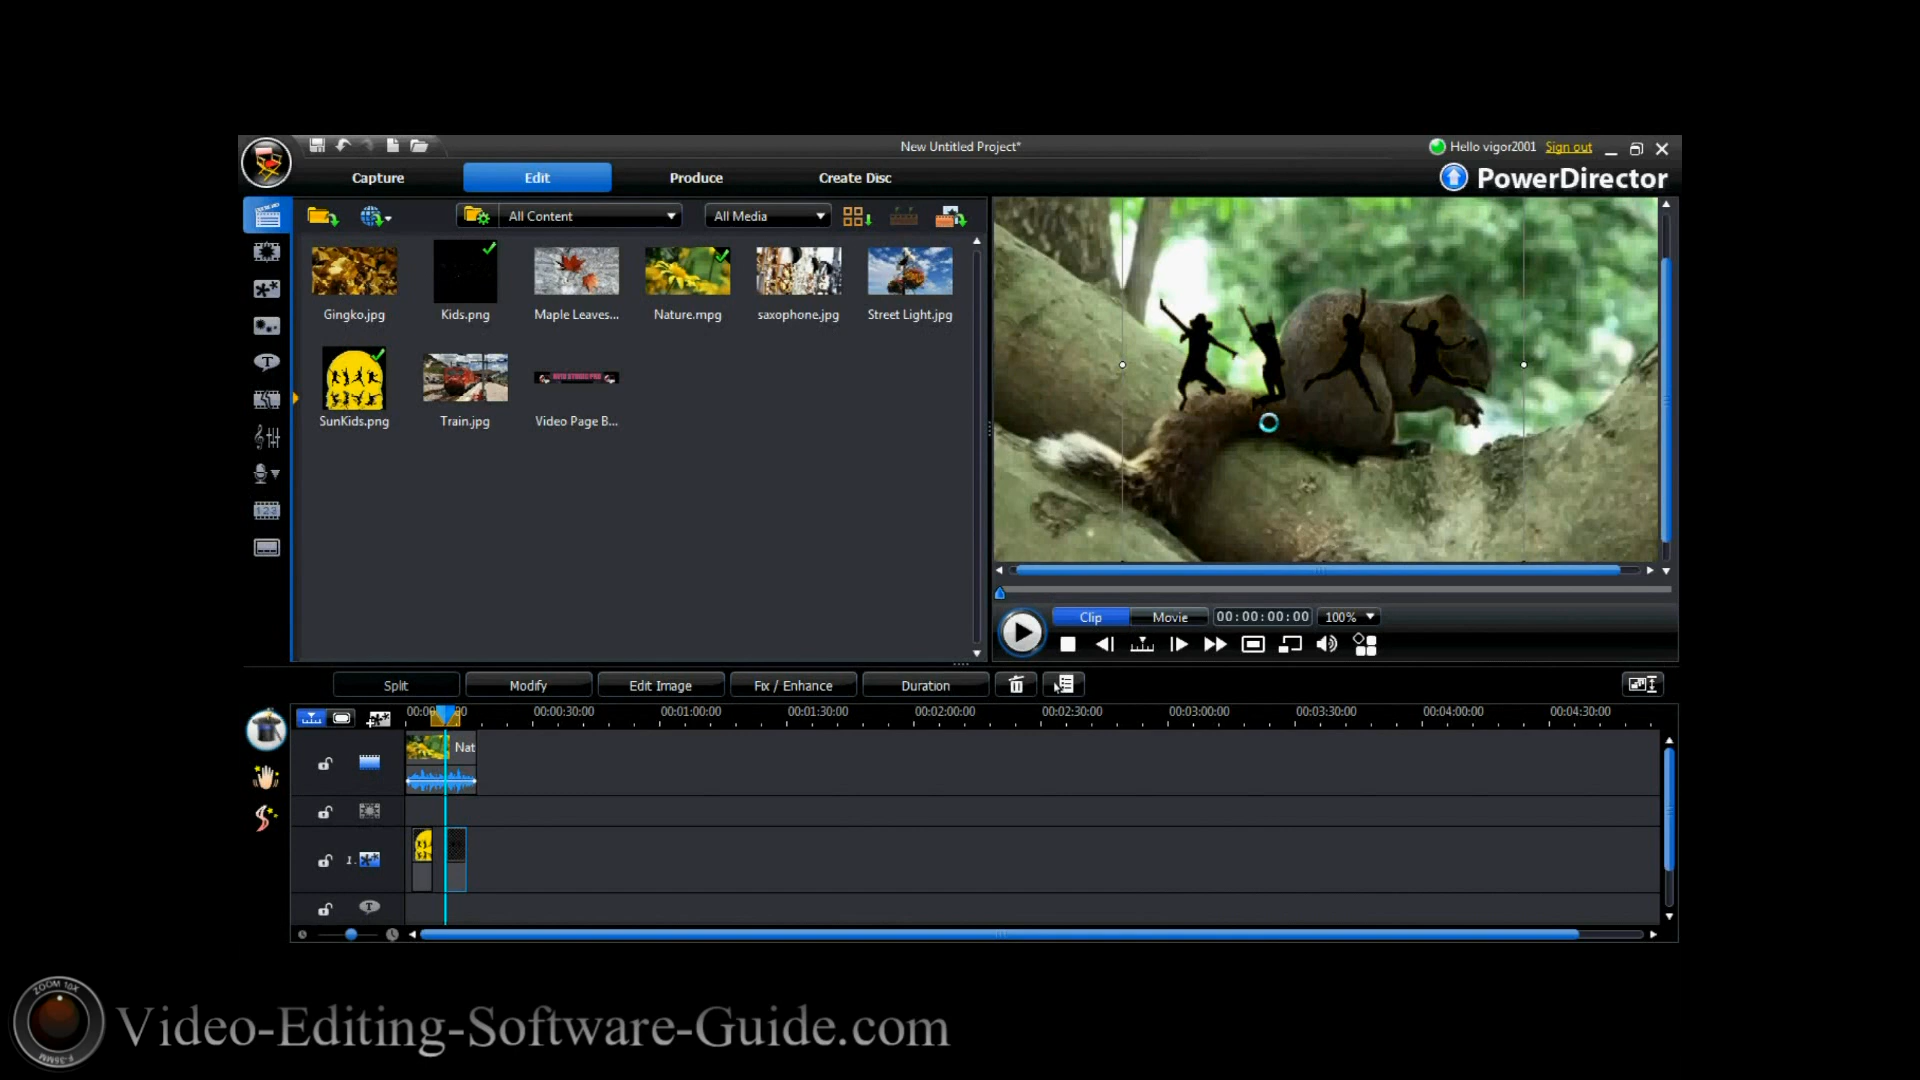 New Untitled Project*
Hello vigor2001 Sign out
Capture Edit Produce Create Disc
PowerDirector
All Content All Media
Gingko.jpg Kids.png Maple Leaves... Nature.mpg saxophone.jpg Street Light.jpg
SunKids.png Train.jpg Video Page B...
Clip Movie 00:00:00:00 100%
Split Modify Edit Image Fix / Enhance Duration
00:00:30:00 00:01:00:00 00:01:30:00 00:02:00:00 00:02:30:00 00:03:00:00 00:03:30:00 00:04:00:00 00:04:30:00
Nat
1.
ZOOM 10X
Video-Editing-Software-Guide.com
F-35MM